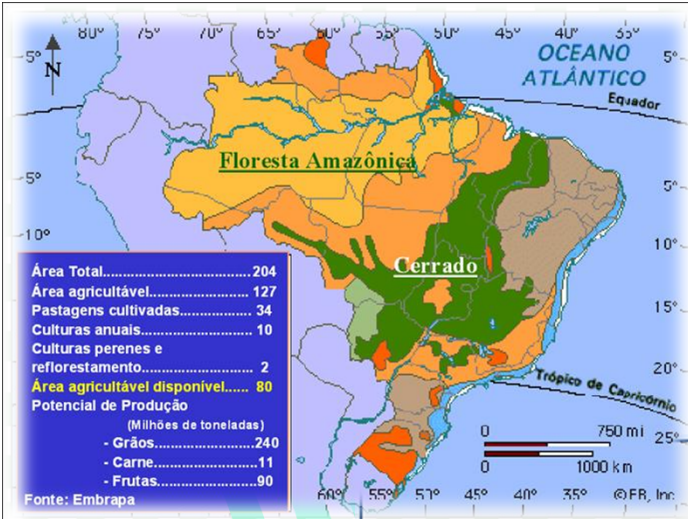 80° 75° 70° 65° 60° 55° 50° 45° 40° 35°
5° 5°
N
OCEANO
ATLÂNTICO
Equador
Floresta Amazônica
5° 5°
10° 10°
Cerrado
15°
20°
Trópico de Capricórnio
25°
Área Total...................................204
Área agricultável........................127
Pastagens cultivadas................34
Culturas anuais..........................10
Culturas perenes e
reflorestamento...........................2
Área agricultável disponível......80
Potencial de Produção
(Milhões de toneladas)
- Grãos........................240
- Carne.........................11
- Frutas.........................90
Fonte: Embrapa
0 750 mi
0 1000 km
60° 55° 50° 45° 40° 35° ©EB, Inc